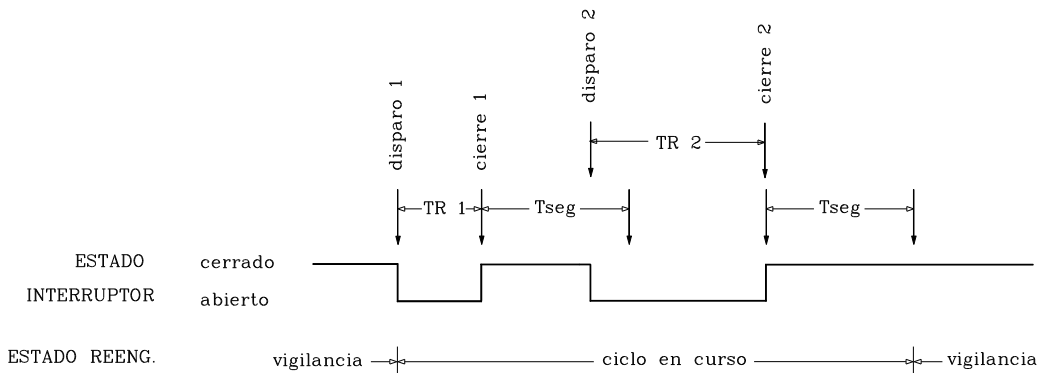 disparo 1
cierre 1
disparo 2
cierre 2
TR 2
TR 1
Tseg
Tseg
ESTADO cerrado
INTERRUPTOR abierto
ESTADO REENG. vigilancia ciclo en curso vigilancia